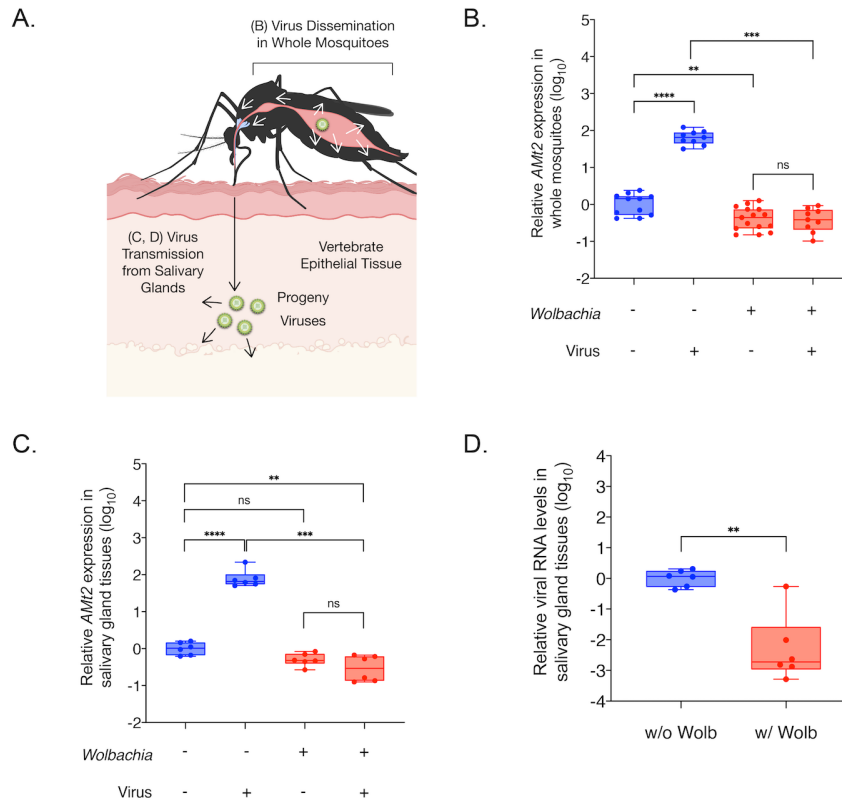 A.
(B) Virus Dissemination
in Whole Mosquitoes
(C, D) Virus
Transmission
from Salivary
Glands
Vertebrate
Epithelial Tissue
Progeny
Viruses
B.
Relative AMt2 expression in
whole mosquitoes (log10)
5
4
3
2
1
0
-1
-2
***
**
****
ns
Wolbachia - - + +
Virus - + - +
C.
Relative AMt2 expression in
salivary gland tissues (log10)
5
4
3
2
1
0
-1
-2
**
ns
**** ***
ns
Wolbachia - - + +
Virus - + - +
D.
Relative viral RNA levels in
salivary gland tissues (log10)
4
3
2
1
0
-1
-2
-3
-4
**
w/o Wolb w/ Wolb